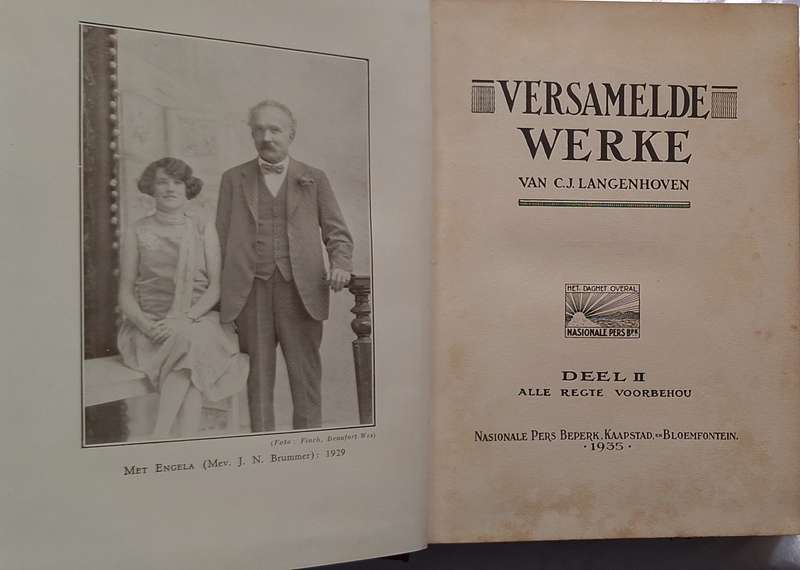 (Foto: Finch, Beaufort-Wes)
MET ENGELA (Mev. J. N. Brummer): 1929
VERSAMELDE
WERKE
VAN C.J. LANGENHOVEN
HET DAGHET OVERAL
NASIONALE PERS BPK
DEEL II
ALLE REGTE VOORBEHOU
NASIONALE PERS BEPERK, KAAPSTAD, EN BLOEMFONTEIN.
·1935·